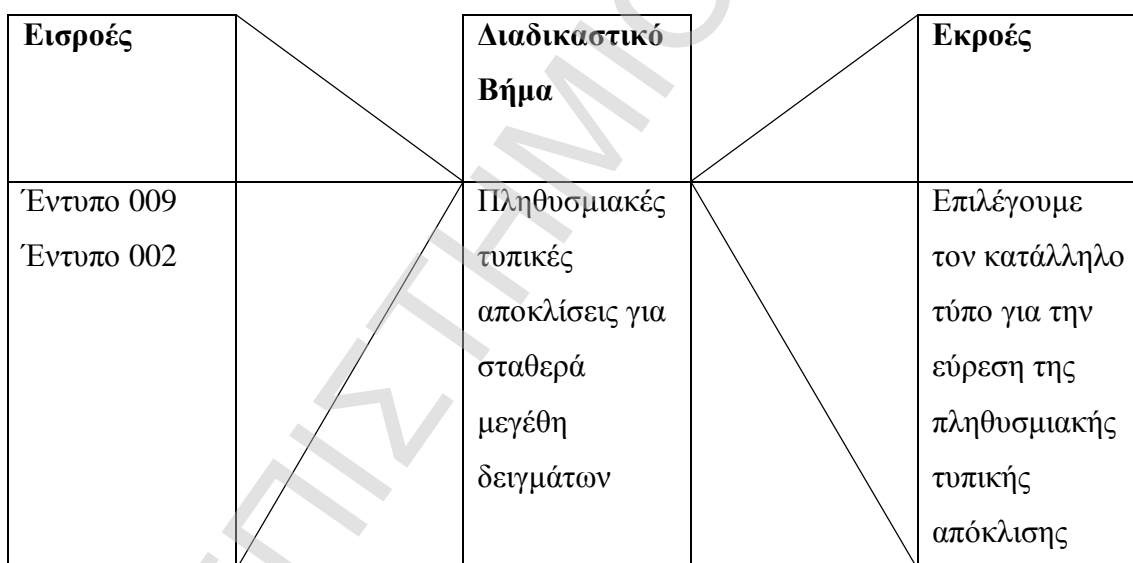 Εισροές
Διαδικαστικό
Βήμα
Εκροές
Έντυπο 009
Έντυπο 002
Πληθυσμιακές
τυπικές
αποκλίσεις για
σταθερά
μεγέθη
δειγμάτων
Επιλέγουμε
τον κατάλληλο
τύπο για την
εύρεση της
πληθυσμιακής
τυπικής
απόκλισης